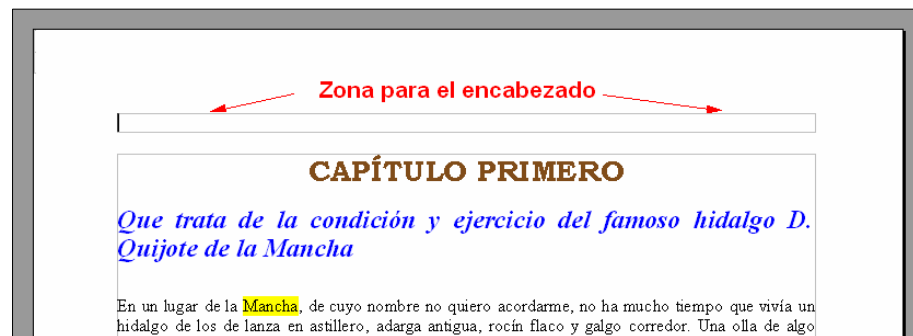 Zona para el encabezado
CAPÍTULO PRIMERO
Que trata de la condición y ejercicio del famoso hidalgo D.
Quijote de la Mancha
En un lugar de la Mancha, de cuyo nombre no quiero acordarme, no ha mucho tiempo que vivía un
hidalgo de los de lanza en astillero, adarga antigua, rocín flaco y galgo corredor. Una olla de algo